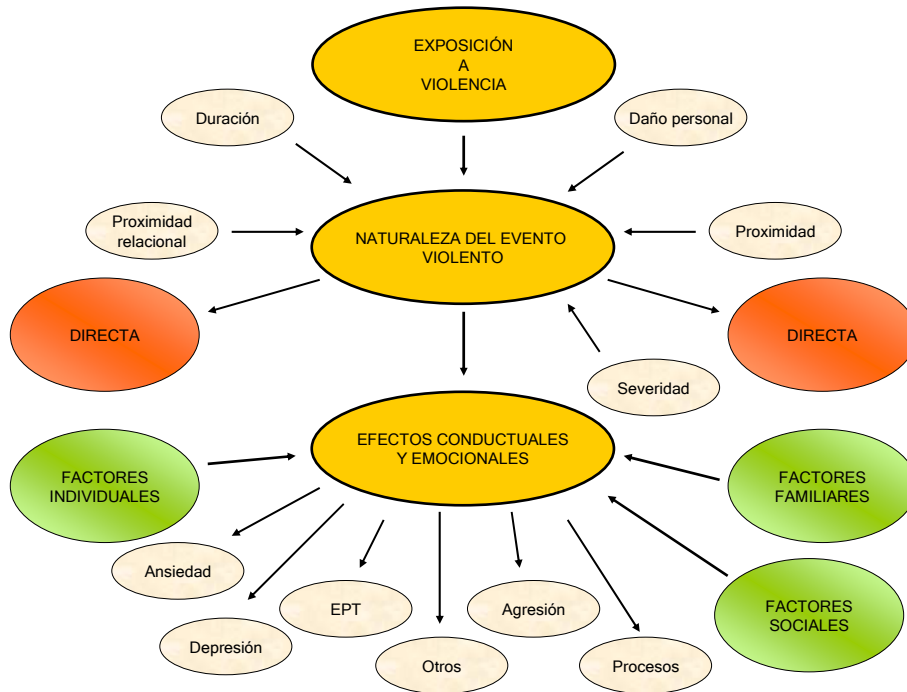 EXPOSICIÓN
A
VIOLENCIA
Duración
Daño personal
Proximidad
relacional
NATURALEZA DEL EVENTO
VIOLENTO
Proximidad
DIRECTA
DIRECTA
Severidad
EFECTOS CONDUCTUALES
Y EMOCIONALES
FACTORES
INDIVIDUALES
FACTORES
FAMILIARES
Ansiedad
EPT
Agresión
FACTORES
SOCIALES
Depresión
Otros
Procesos